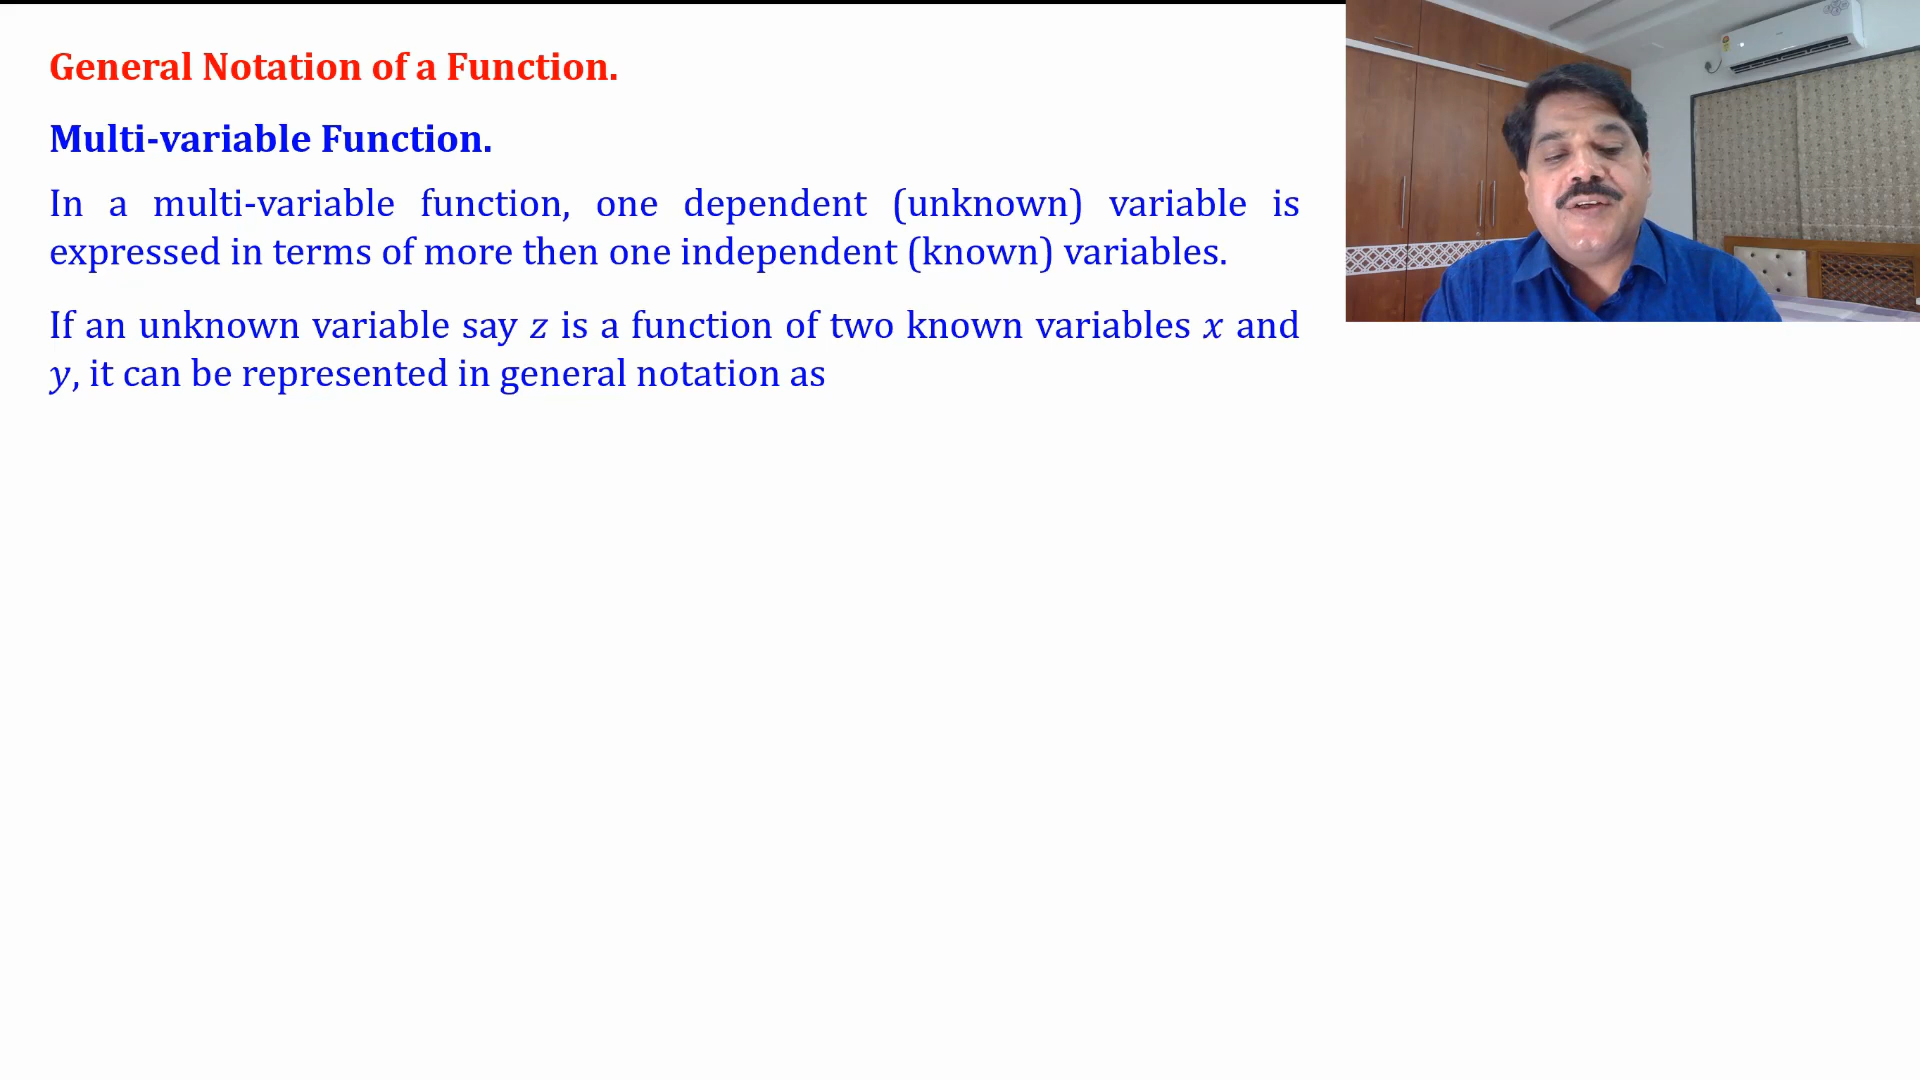 General Notation of a Function.
Multi-variable Function.
In a multi-variable function, one dependent (unknown) variable is
expressed in terms of more then one independent (known) variables.
If an unknown variable say z is a function of two known variables x and
y, it can be represented in general notation as